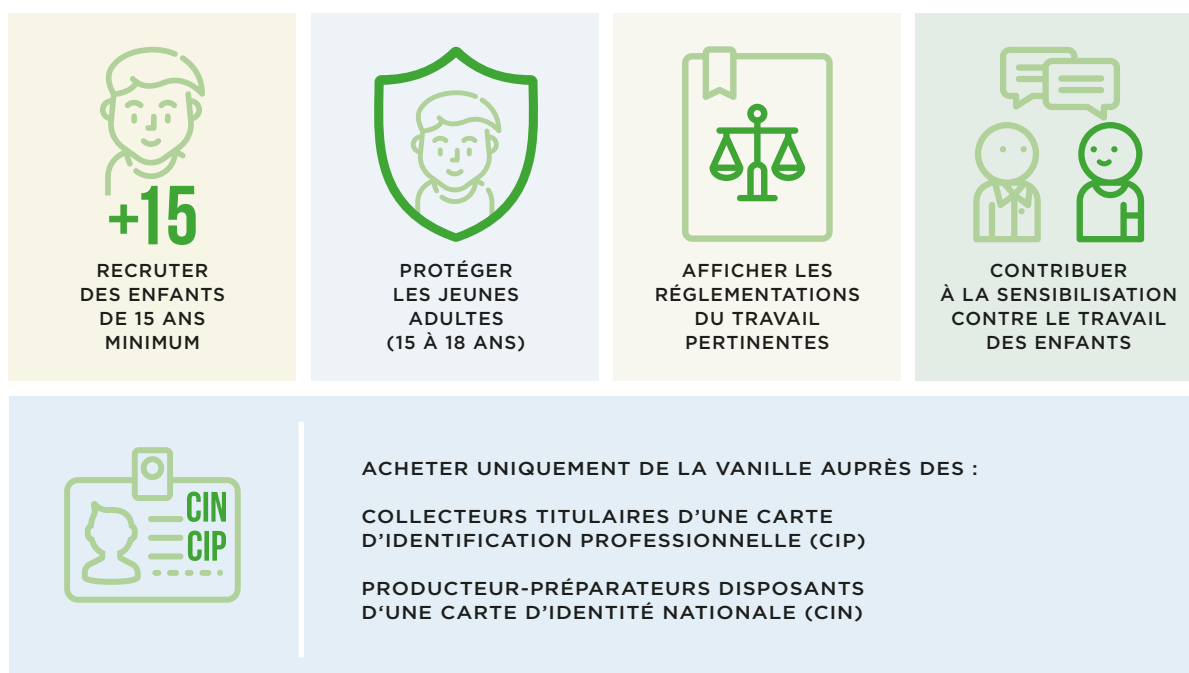 +15
RECRUTER
DES ENFANTS
DE 15 ANS
MINIMUM
PROTÉGER
LES JEUNES
ADULTES
(15 À 18 ANS)
AFFICHER LES
RÉGLEMENTATIONS
DU TRAVAIL
PERTINENTES
CONTRIBUER
À LA SENSIBILISATION
CONTRE LE TRAVAIL
DES ENFANTS
CIN
CIP
ACHETER UNIQUEMENT DE LA VANILLE AUPRÈS DES :
COLLECTEURS TITULAIRES D’UNE CARTE
D’IDENTIFICATION PROFESSIONNELLE (CIP)
PRODUCTEUR-PRÉPARATEURS DISPOSANTS
D‘UNE CARTE D’IDENTITÉ NATIONALE (CIN)